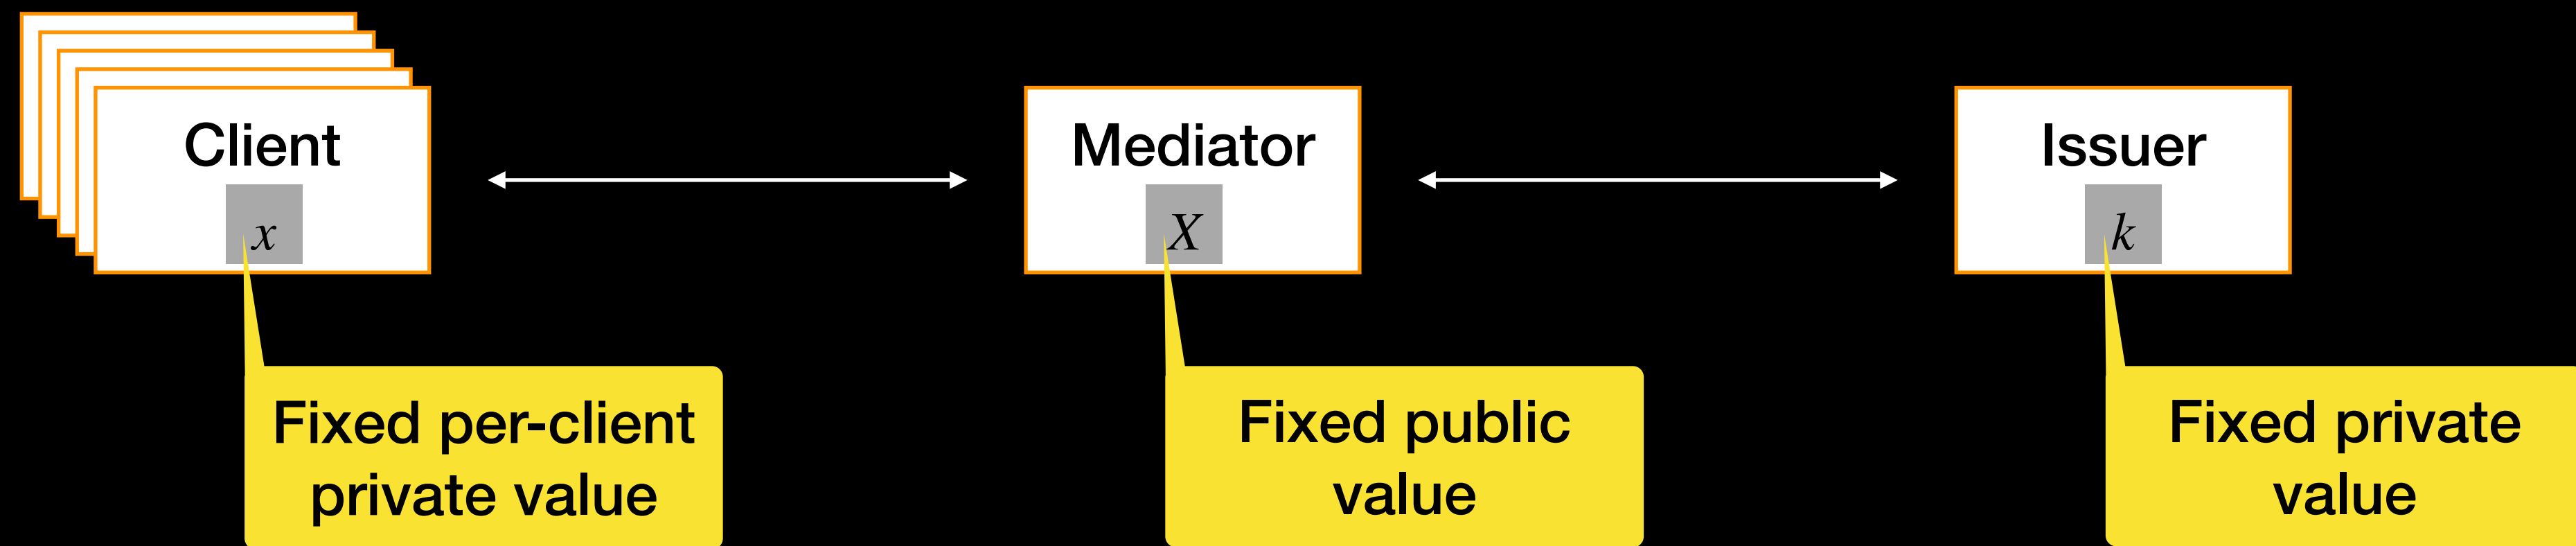 Client
x
Mediator
X
Issuer
k
Fixed per-client
private value
Fixed public
value
Fixed private
value